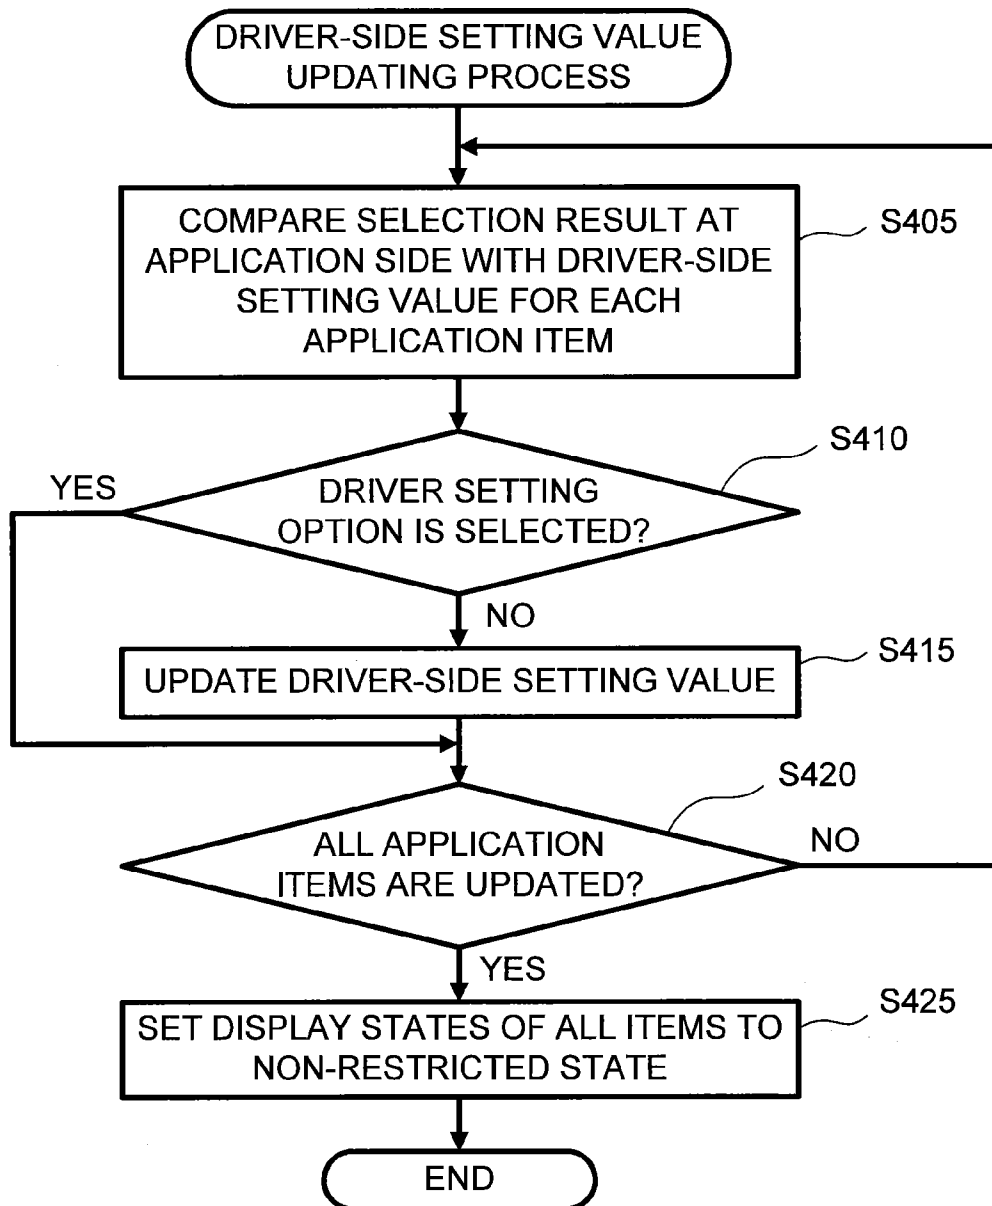 DRIVER-SIDE SETTING VALUE
UPDATING PROCESS
COMPARE SELECTION RESULT AT
APPLICATION SIDE WITH DRIVER-SIDE
SETTING VALUE FOR EACH
APPLICATION ITEM
S405
S410
YES
DRIVER SETTING
OPTION IS SELECTED?
NO
S415
UPDATE DRIVER-SIDE SETTING VALUE
S420
ALL APPLICATION
ITEMS ARE UPDATED?
NO
YES
S425
SET DISPLAY STATES OF ALL ITEMS TO
NON-RESTRICTED STATE
END